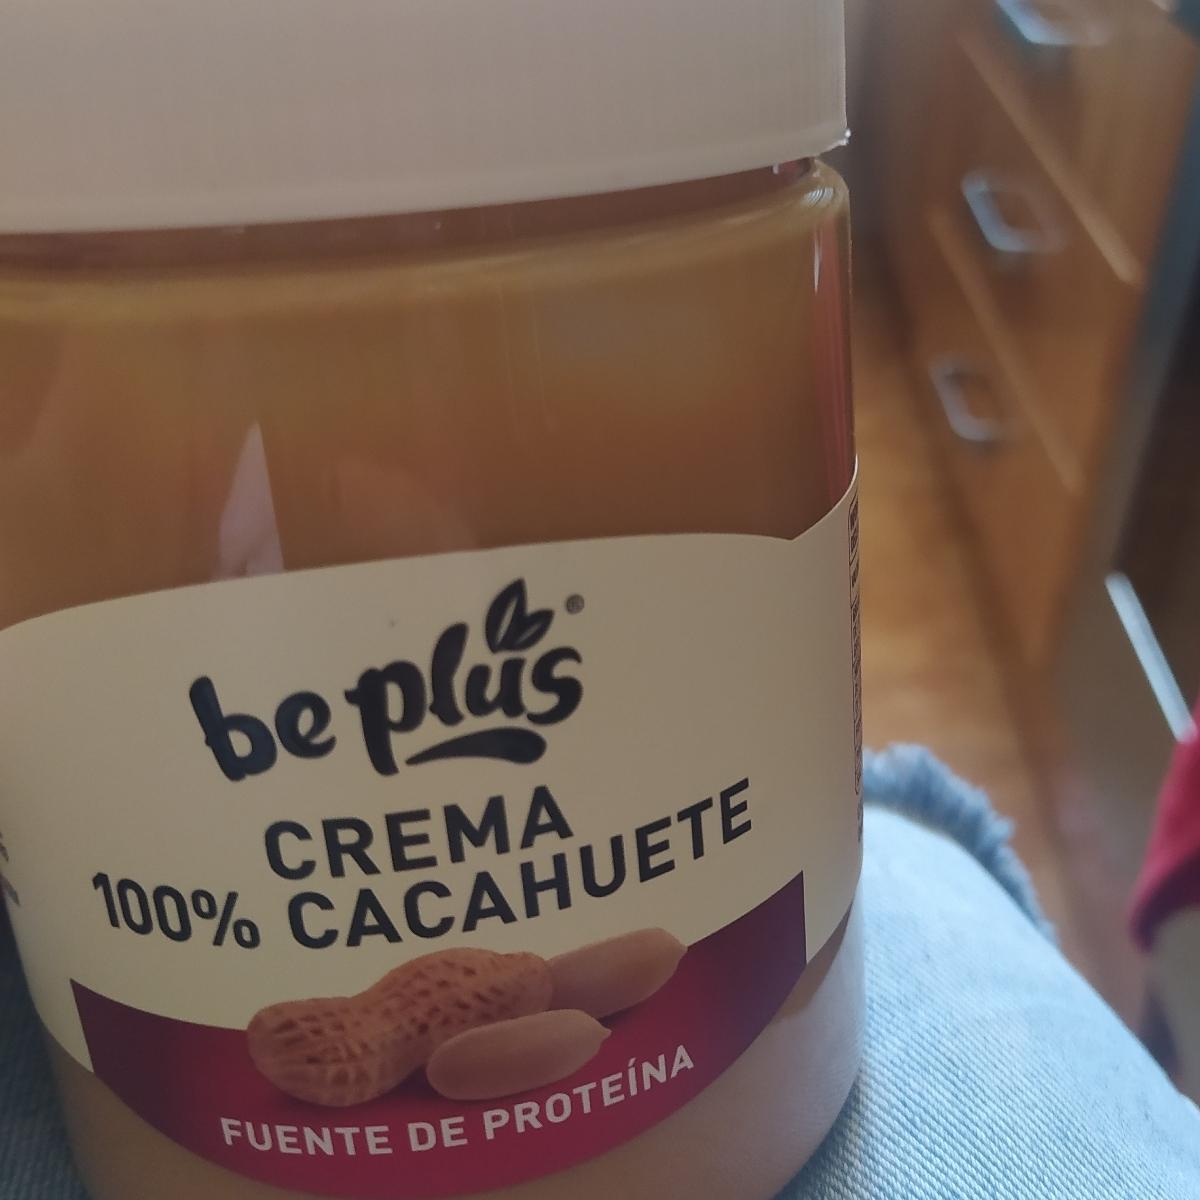 be plus®
CREMA
100% CACAHUETE
FUENTE DE PROTEÍNA